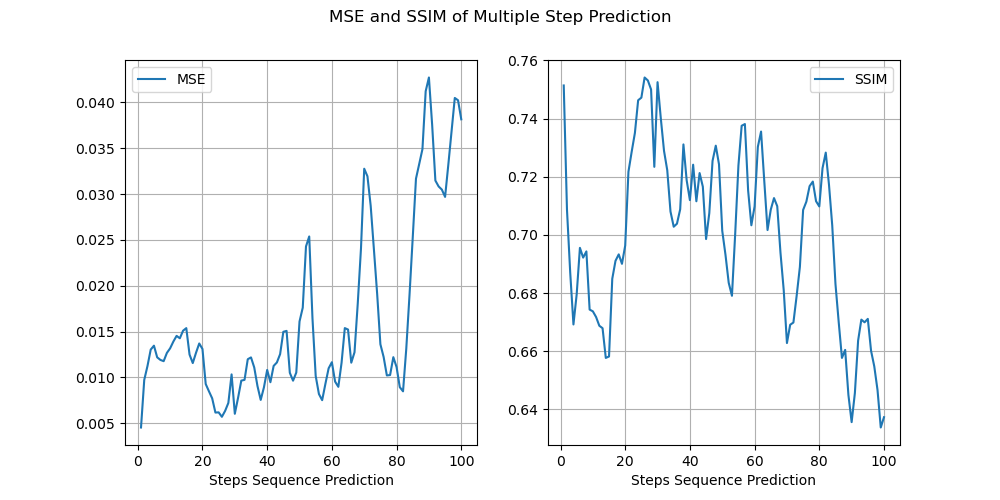 MSE and SSIM of Multiple Step Prediction
MSE
0.040
0.035
0.030
0.025
0.020
0.015
0.010
0.005
0 20 40 60 80 100
Steps Sequence Prediction
SSIM
0.76
0.74
0.72
0.70
0.68
0.66
0.64
0 20 40 60 80 100
Steps Sequence Prediction